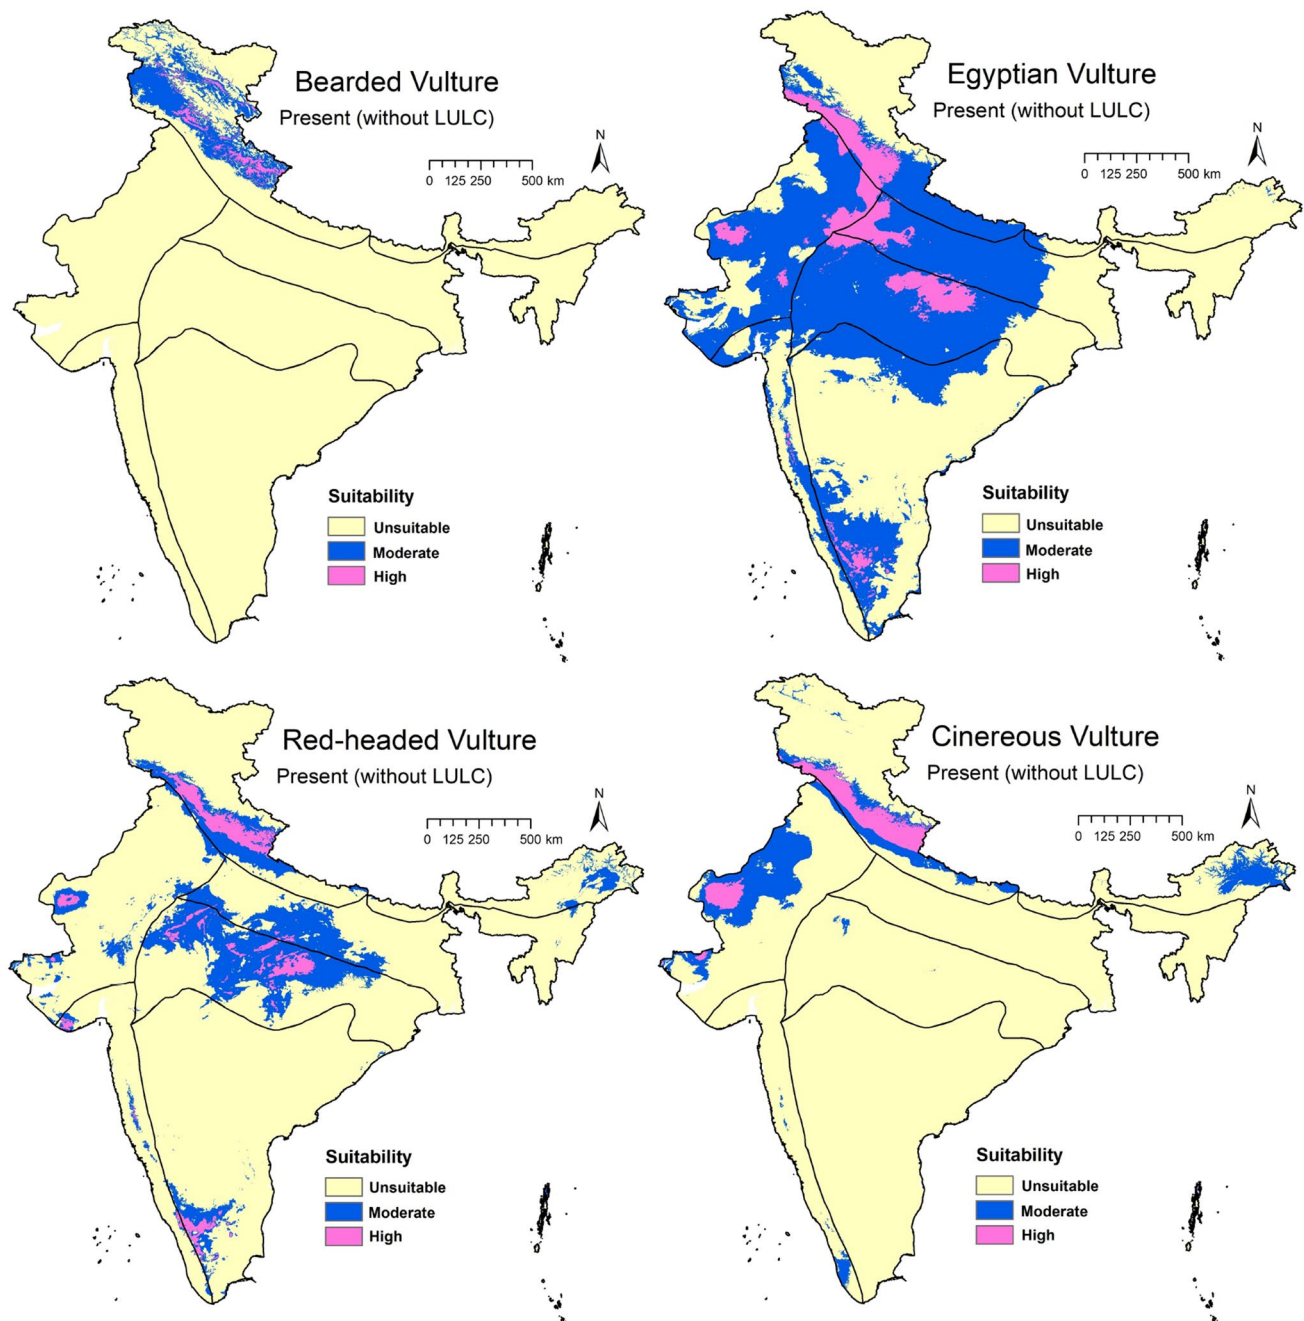 Bearded Vulture
Present (without LULC)
N
0 125 250 500 km
Suitability
Unsuitable
Moderate
High
Egyptian Vulture
Present (without LULC)
N
0 125 250 500 km
Suitability
Unsuitable
Moderate
High
Red-headed Vulture
Present (without LULC)
N
0 125 250 500 km
Suitability
Unsuitable
Moderate
High
Cinereous Vulture
Present (without LULC)
N
0 125 250 500 km
Suitability
Unsuitable
Moderate
High